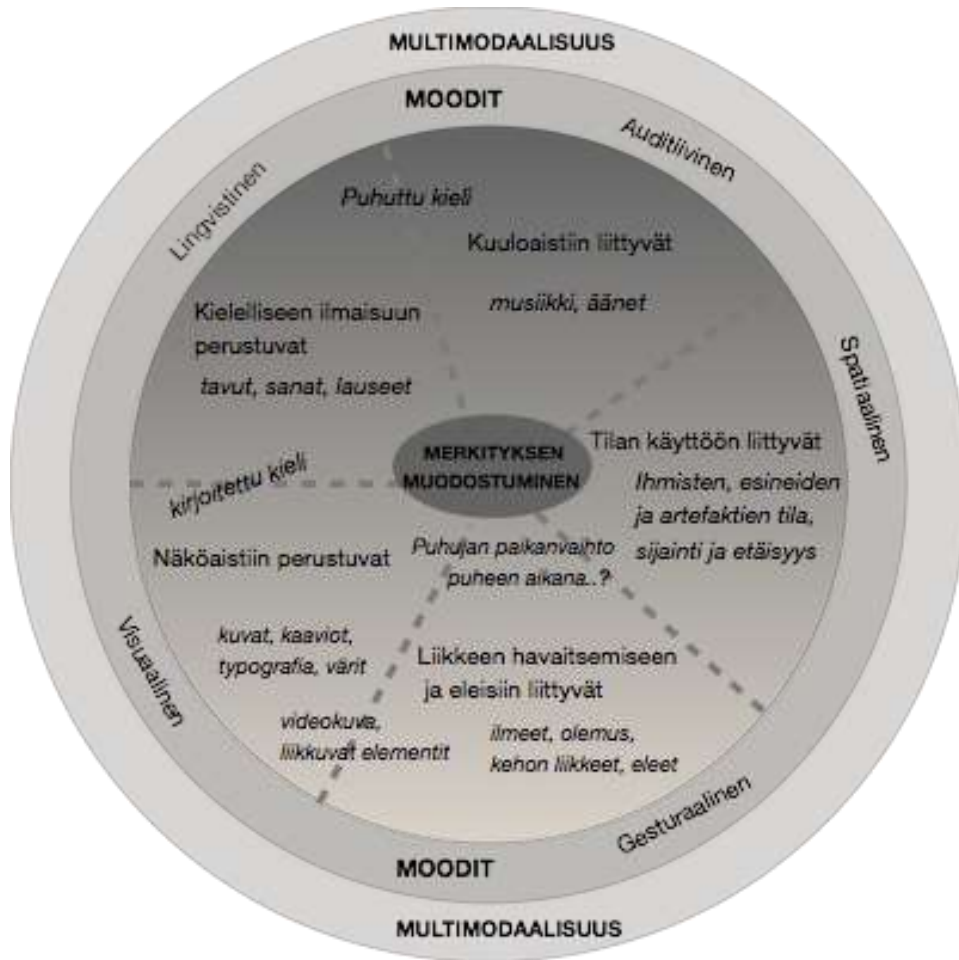 MULTIMODAALISUUS
MOODIT
Auditiivinen
Lingvistinen
Puhuttu kieli
Kuuloaistiin liittyvät
musiikki, äänet
Kielelliseen ilmaisuun
perustuvat
tavut, sanat, lauseet
Spatiaalinen
MERKITYKSEN
MUODOSTUMINEN
Tilan käyttöön liittyvät
Ihmisten, esineiden
ja artefaktien tila,
sijainti ja etäisyys
kirjoitettu kieli
Näköaistiin perustuvat
Puhujan paikanvaihto
puheen aikana..?
Visuaalinen
kuvat, kaaviot,
typografia, värit
videokuva,
liikkuvat elementit
Liikkeen havaitsemiseen
ja eleisiin liittyvät
ilmeet, olemus,
kehon liikkeet, eleet
Gesturaalinen
MOODIT
MULTIMODAALISUUS